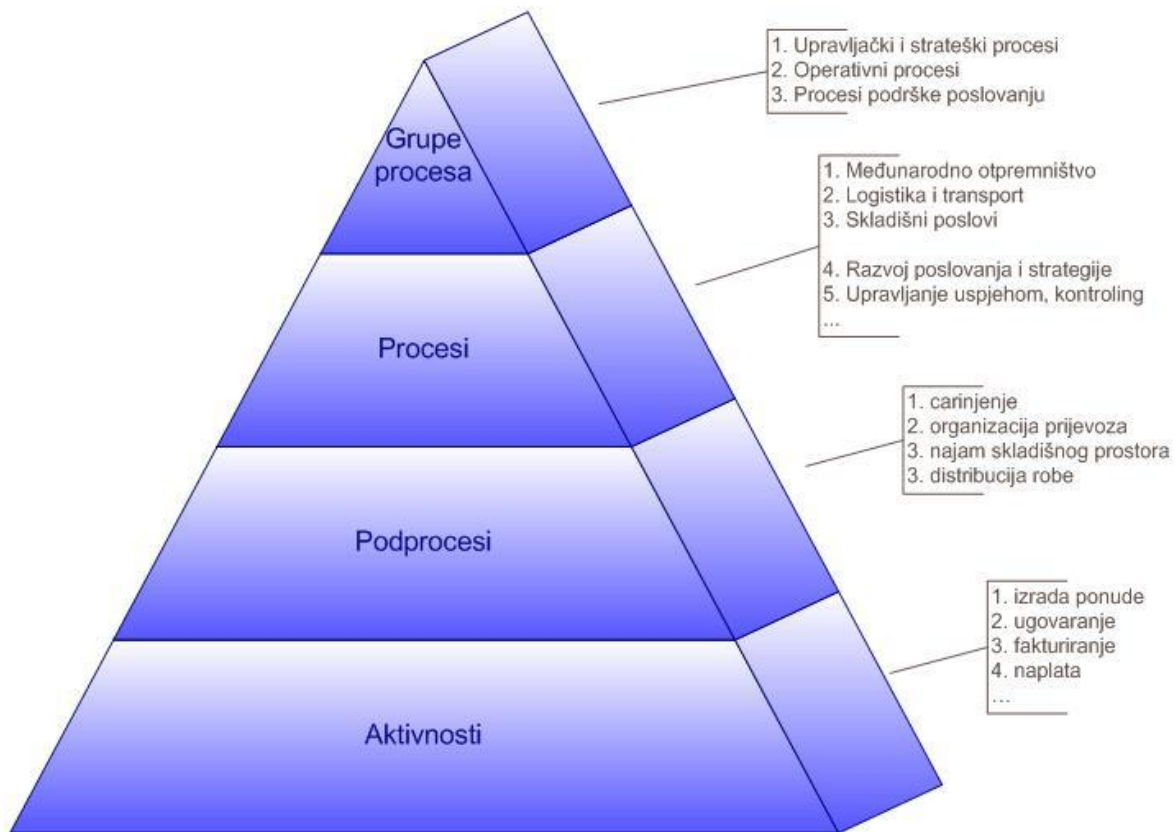 1. Upravljački i strateški procesi
2. Operativni procesi
3. Procesi podrške poslovanju
Grupe
procesa
1. Međunarodno otpremništvo
2. Logistika i transport
3. Skladišni poslovi
4. Razvoj poslovanja i strategije
5. Upravljanje uspjehom, kontroling
...
Procesi
1. carinjenje
2. organizacija prijevoza
3. najam skladišnog prostora
3. distribucija robe
Podprocesi
1. izrada ponude
2. ugovaranje
3. fakturiranje
4. naplata
...
Aktivnosti